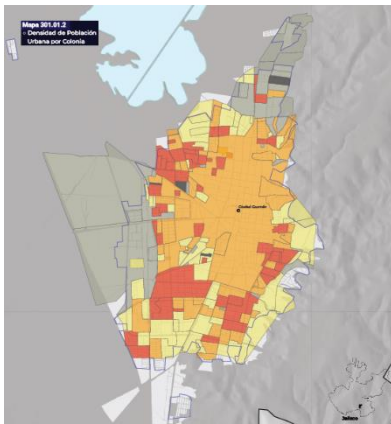 Mapa 301.01.2
Densidad de Población
Urbana por Colonia
Ciudad Guzmán
Jalisco